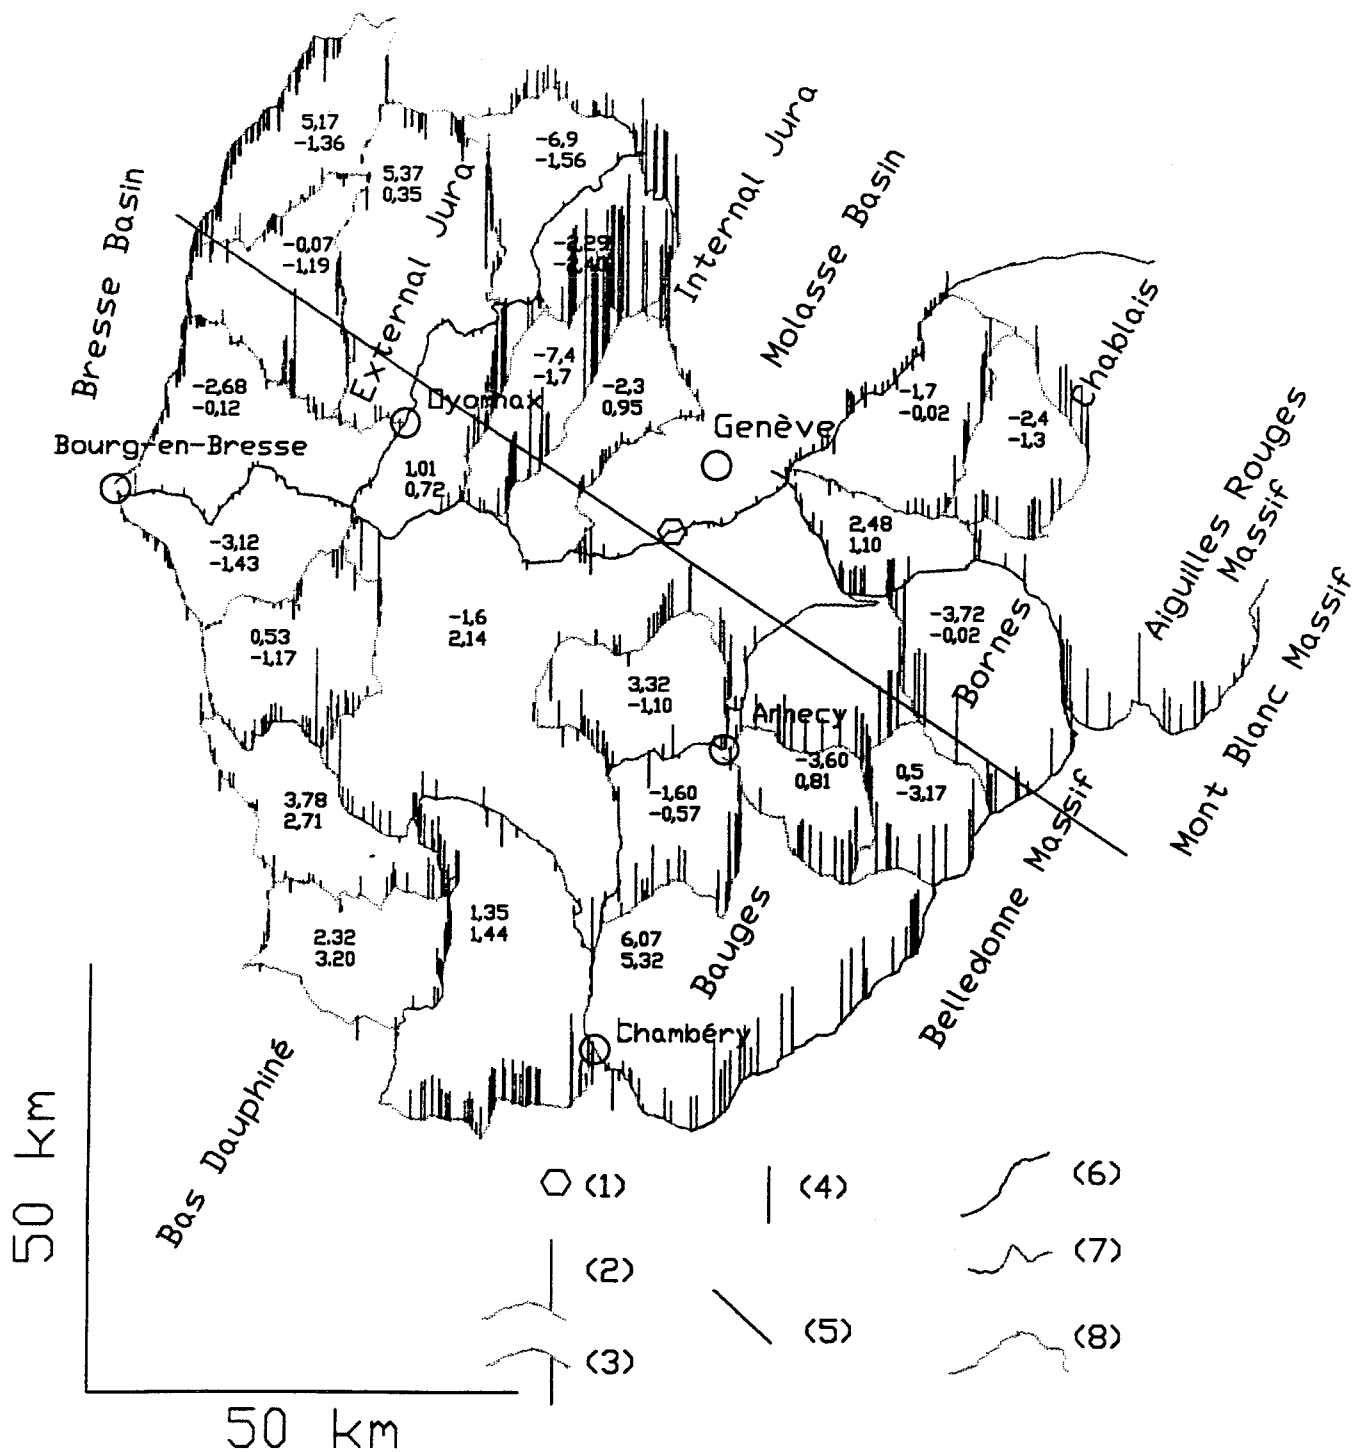 5,17
-1,36
5,37
0,35
-6,9
-1,56
-0,07
-1,19
Bresse Basin
External Jura
Internal Jura
Molasse Basin
Chablais
-7,4
-1,7
-2,3
0,95
-2,68
-0,12
-1,7
-0,02
-2,4
-1,3
Oyonnax
Genève
Bourg-en-Bresse
1,01
0,72
2,48
1,10
-3,12
-1,43
Aiguilles Rouges
Massif
0,53
-1,17
-1,6
2,14
-3,72
-0,02
Bornes
3,32
-1,10
Annecy
Mont Blanc Massif
-3,60
0,81
0,5
-3,17
3,78
2,71
-1,60
-0,57
Belledonne Massif
1,35
1,44
2.32
3.20
6,07
5,32
Bauges
Chambéry
Bas Dauphiné
50 km
50 km
(1)
(2)
(3)
(4)
(5)
(6)
(7)
(8)